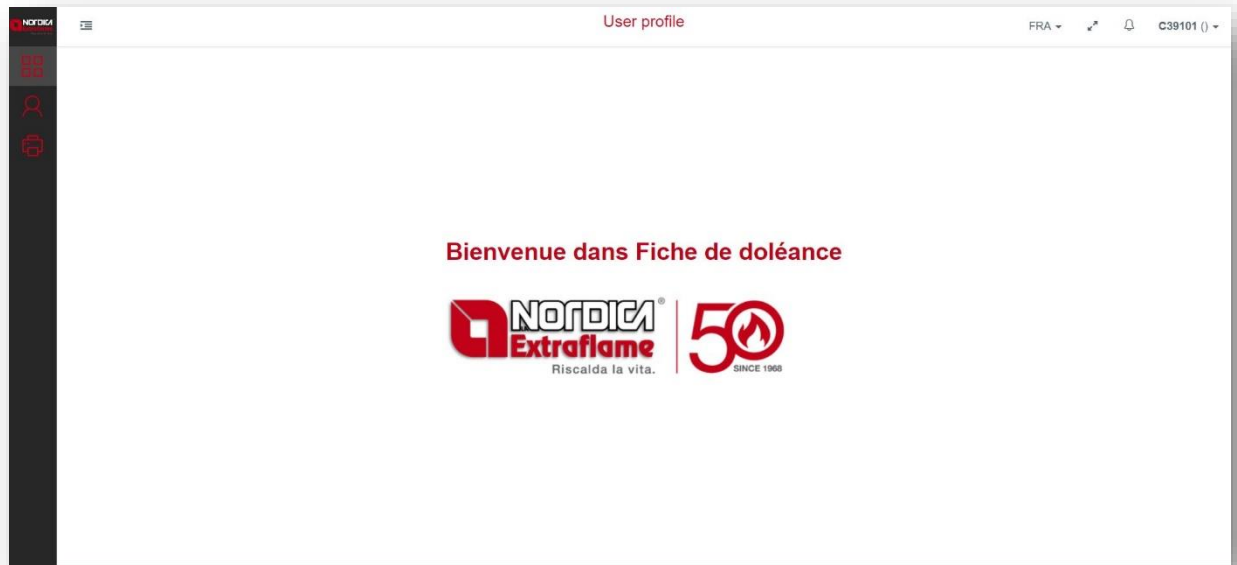 NORDICA
User profile
FRA
C39101 ()
Bienvenue dans Fiche de doléance
NORDICA®
Extraflame
Riscalda la vita.
50
SINCE 1968